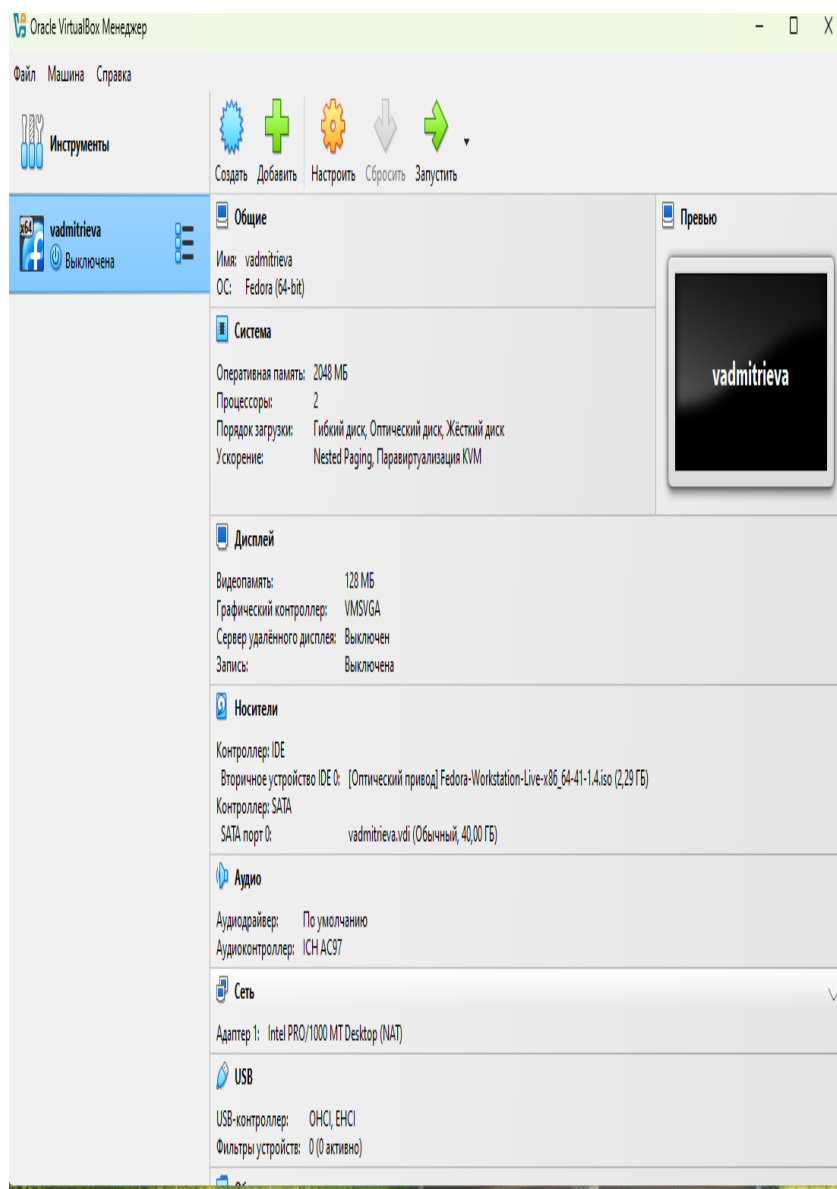 Oracle VirtualBox Менеджер
Файл Машина Справка
Инструменты
Создать Добавить Настроить Сбросить Запустить
x64
vadmitrieva
Выключена
Общие
Имя: vadmitrieva
ОС: Fedora (64-bit)
Превью
vadmitrieva
Система
Оперативная память: 2048 МБ
Процессоры: 2
Порядок загрузки: Гибкий диск, Оптический диск, Жёсткий диск
Ускорение: Nested Paging, Паравиртуализация KVM
Дисплей
Видеопамять: 128 МБ
Графический контроллер: VMSVGA
Сервер удалённого дисплея: Выключен
Запись: Выключена
Носители
Контроллер: IDE
Вторичное устройство IDE 0: [Оптический привод] Fedora-Workstation-Live-x86_64-41-1.4.iso (2,29 ГБ)
Контроллер: SATA
SATA порт 0: vadmitrieva.vdi (Обычный, 40,00 ГБ)
Аудио
Аудиодрайвер: По умолчанию
Аудиоконтроллер: ICH AC97
Сеть
Адаптер 1: Intel PRO/1000 MT Desktop (NAT)
USB
USB-контроллер: OHCI, EHCI
Фильтры устройств: 0 (0 активно)